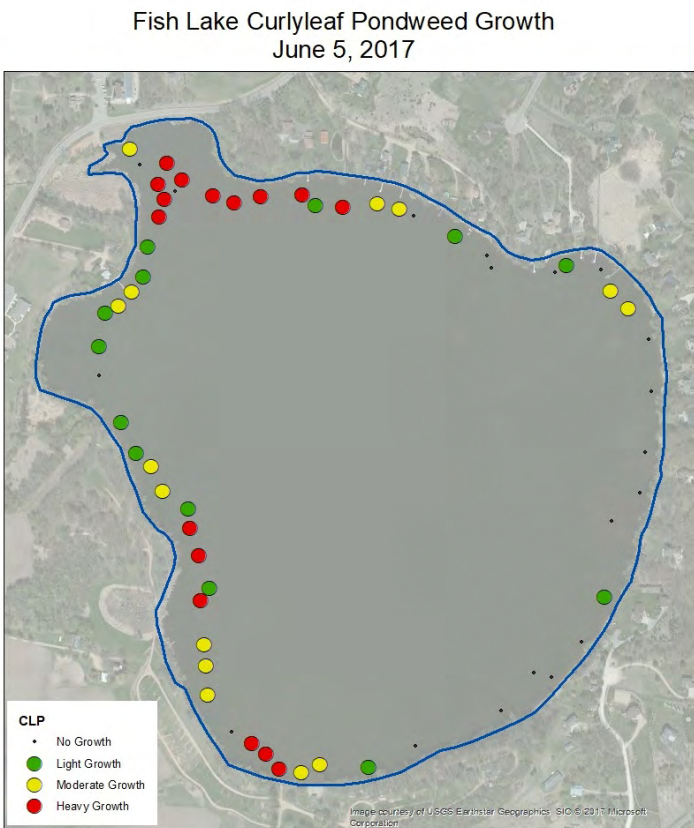 Fish Lake Curlyleaf Pondweed Growth
June 5, 2017
CLP
No Growth
Light Growth
Moderate Growth
Heavy Growth
Image courtesy of USGS Earthstar Geographics SIO © 2017 Microsoft
Corporation